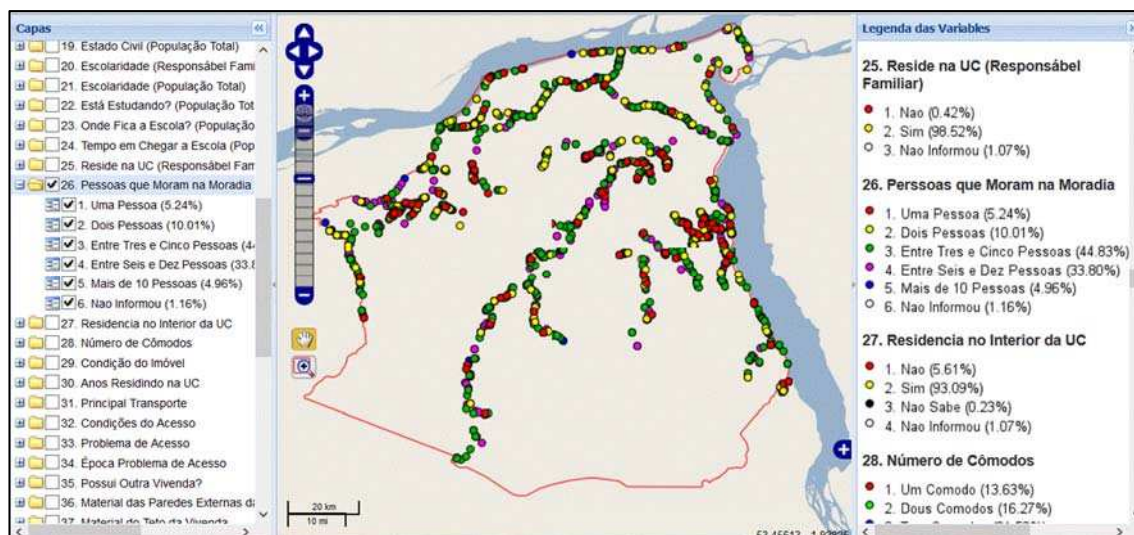 Capas
19. Estado Civil (População Total)
20. Escolaridade (Responsável Fami
21. Escolaridade (População Total)
22. Está Estudando? (População Tot
23. Onde Fica a Escola? (População
24. Tempo em Chegar a Escola (Pop
25. Reside na UC (Responsável Fam
26. Pessoas que Moram na Moradia
1. Uma Pessoa (5.24%)
2. Dois Pessoas (10.01%)
3. Entre Tres e Cinco Pessoas (44
4. Entre Seis e Dez Pessoas (33.8
5. Mais de 10 Pessoas (4.96%)
6. Nao Informou (1.16%)
27. Residencia no Interior da UC
28. Número de Cômodos
29. Condição do Imóvel
30. Anos Residindo na UC
31. Principal Transporte
32. Condições do Acesso
33. Problema de Acesso
34. Época Problema de Acesso
35. Possui Outra Vivenda?
36. Material das Paredes Externas da
37. Material do Teto da Vivenda
20 km
10 mi
Legenda das Variables
25. Reside na UC (Responsável
Familiar)
1. Nao (0.42%)
2. Sim (98.52%)
3. Nao Informou (1.07%)
26. Perssoas que Moram na Moradia
1. Uma Pessoa (5.24%)
2. Dois Pessoas (10.01%)
3. Entre Tres e Cinco Pessoas (44.83%)
4. Entre Seis e Dez Pessoas (33.80%)
5. Mais de 10 Pessoas (4.96%)
6. Nao Informou (1.16%)
27. Residencia no Interior da UC
1. Nao (5.61%)
2. Sim (93.09%)
3. Nao Sabe (0.23%)
4. Nao Informou (1.07%)
28. Número de Cômodos
1. Um Comodo (13.63%)
2. Dous Comodos (16.27%)